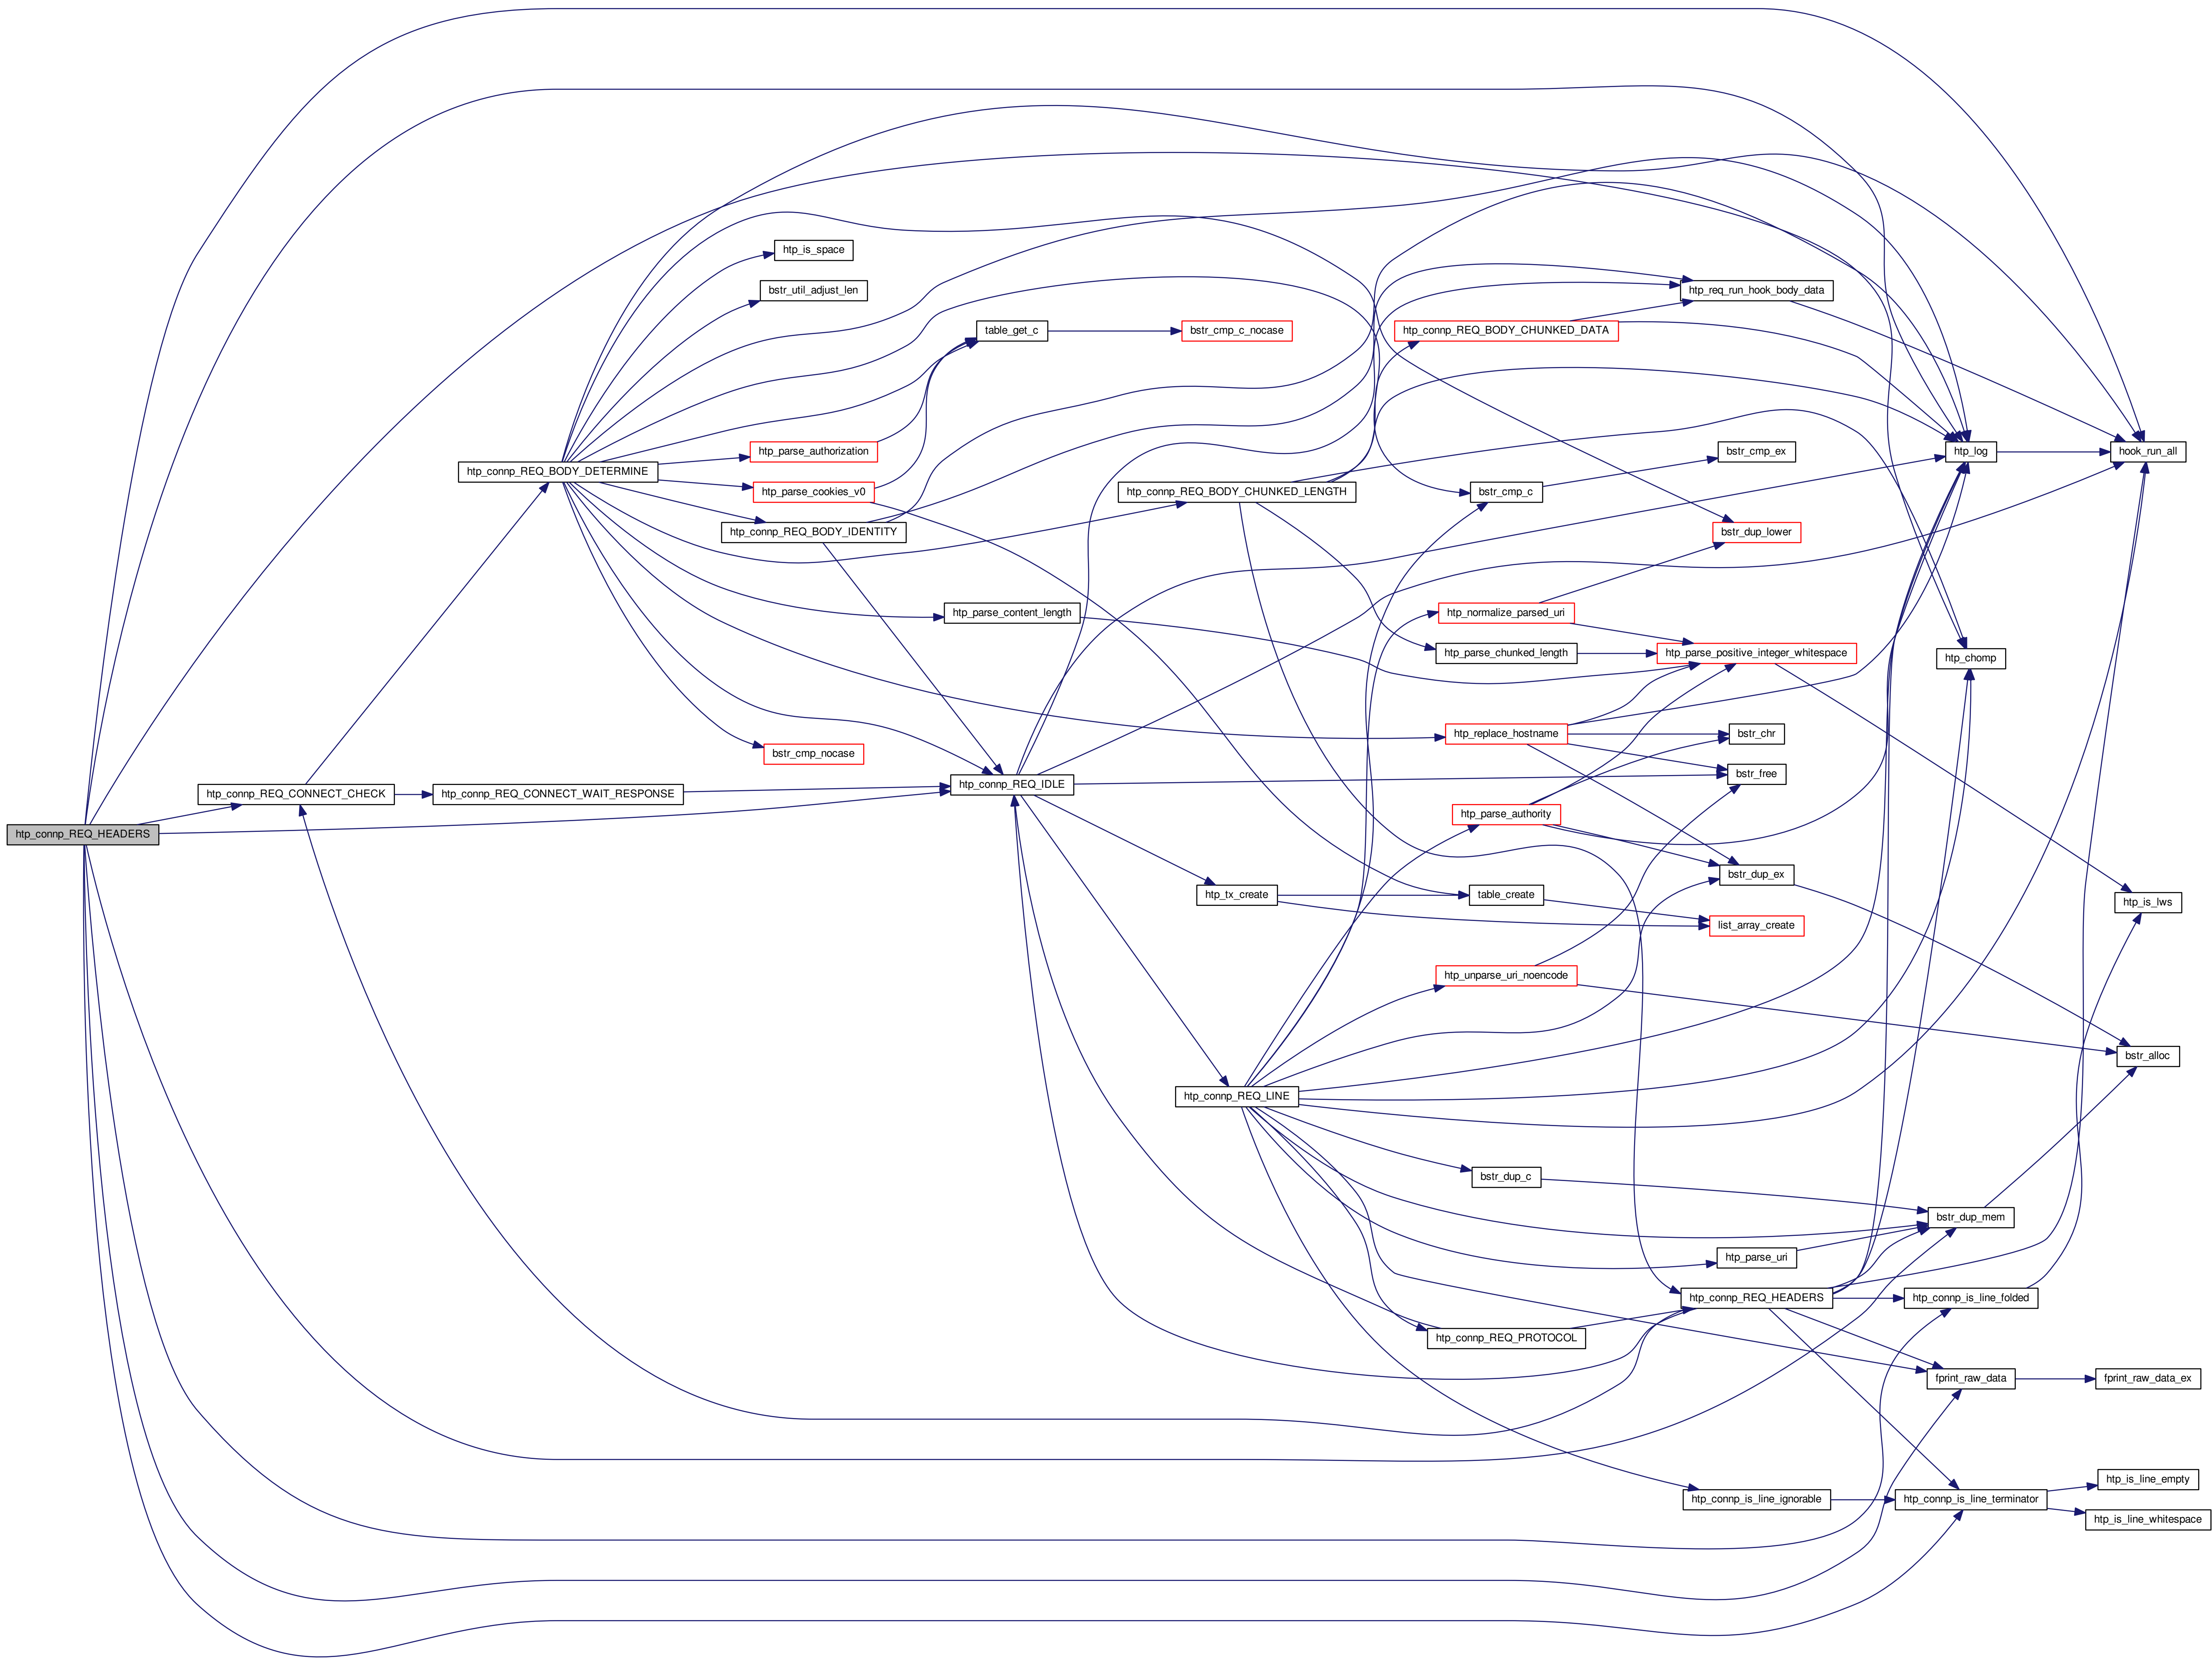 htp_is_space
bstr_util_adjust_len
htp_req_run_hook_body_data
table_get_c
bstr_cmp_c_nocase
htp_connp_REQ_BODY_CHUNKED_DATA
htp_parse_authorization
bstr_cmp_ex
htp_log
hook_run_all
htp_connp_REQ_BODY_DETERMINE
htp_parse_cookies_v0
htp_connp_REQ_BODY_CHUNKED_LENGTH
bstr_cmp_c
htp_connp_REQ_BODY_IDENTITY
bstr_dup_lower
htp_parse_content_length
htp_normalize_parsed_uri
htp_parse_chunked_length
htp_parse_positive_integer_whitespace
htp_chomp
htp_replace_hostname
bstr_chr
bstr_cmp_nocase
bstr_free
htp_connp_REQ_IDLE
htp_connp_REQ_CONNECT_CHECK
htp_connp_REQ_CONNECT_WAIT_RESPONSE
htp_parse_authority
htp_connp_REQ_HEADERS
bstr_dup_ex
htp_tx_create
table_create
htp_is_lws
list_array_create
htp_unparse_uri_noencode
bstr_alloc
htp_connp_REQ_LINE
bstr_dup_c
bstr_dup_mem
htp_parse_uri
htp_connp_REQ_HEADERS
htp_connp_is_line_folded
htp_connp_REQ_PROTOCOL
fprint_raw_data
fprint_raw_data_ex
htp_is_line_empty
htp_connp_is_line_ignorable
htp_connp_is_line_terminator
htp_is_line_whitespace